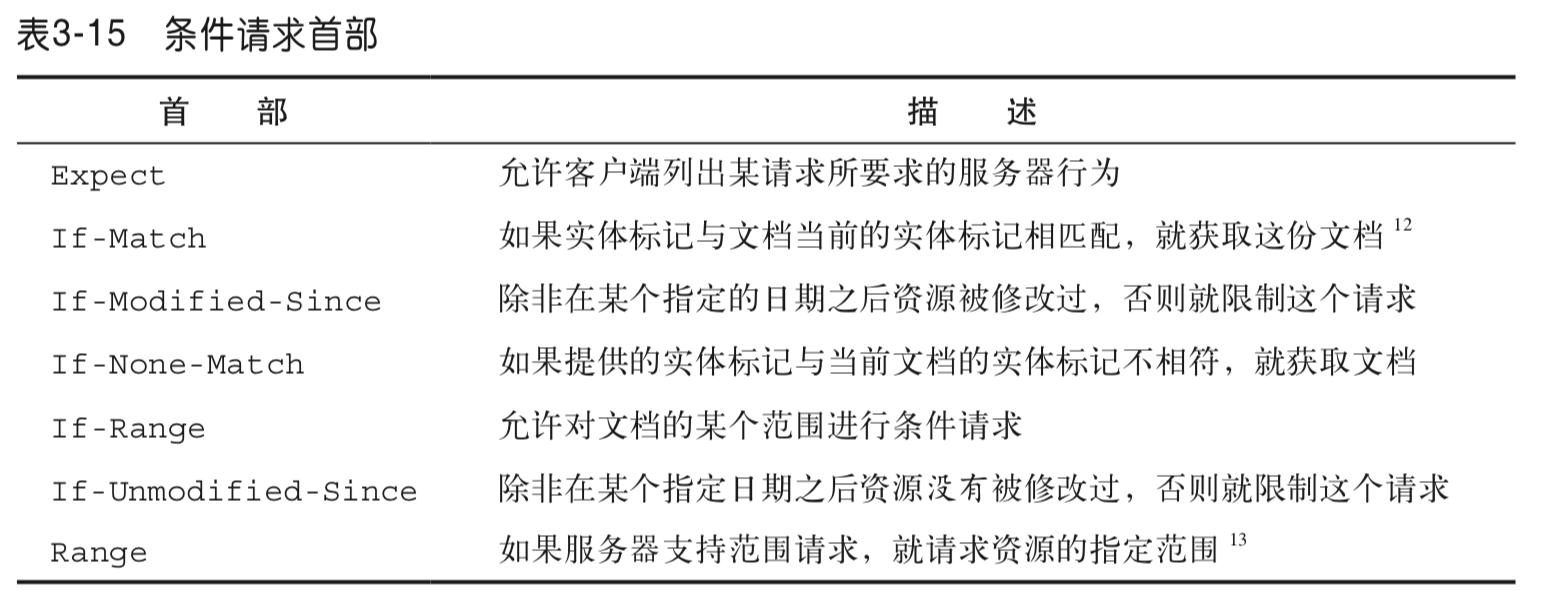 表3-15 条件请求首部
首 部 描 述
Expect 允许客户端列出某请求所要求的服务器行为
If-Match 如果实体标记与文档当前的实体标记相匹配，就获取这份文档12
If-Modified-Since 除非在某个指定的日期之后资源被修改过，否则就限制这个请求
If-None-Match 如果提供的实体标记与当前文档的实体标记不相符，就获取文档
If-Range 允许对文档的某个范围进行条件请求
If-Unmodified-Since 除非在某个指定日期之后资源没有被修改过，否则就限制这个请求
Range 如果服务器支持范围请求，就请求资源的指定范围13